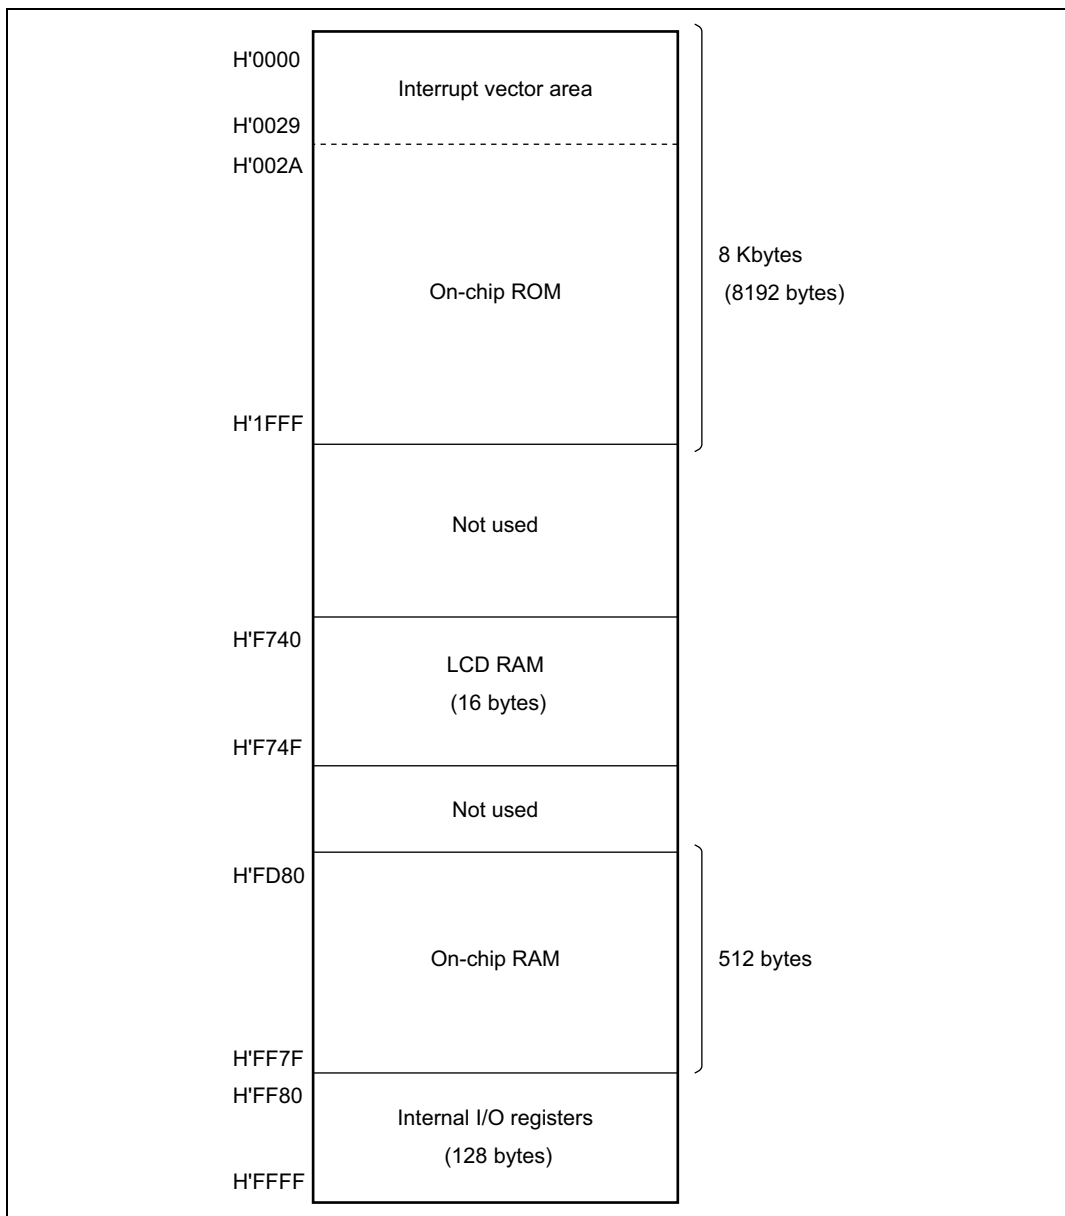 H'0000
Interrupt vector area
H'0029
H'002A
8 Kbytes
(8192 bytes)
On-chip ROM
H'1FFF
Not used
H'F740
LCD RAM
(16 bytes)
H'F74F
Not used
H'FD80
On-chip RAM
512 bytes
H'FF7F
H'FF80
Internal I/O registers
(128 bytes)
H'FFFF